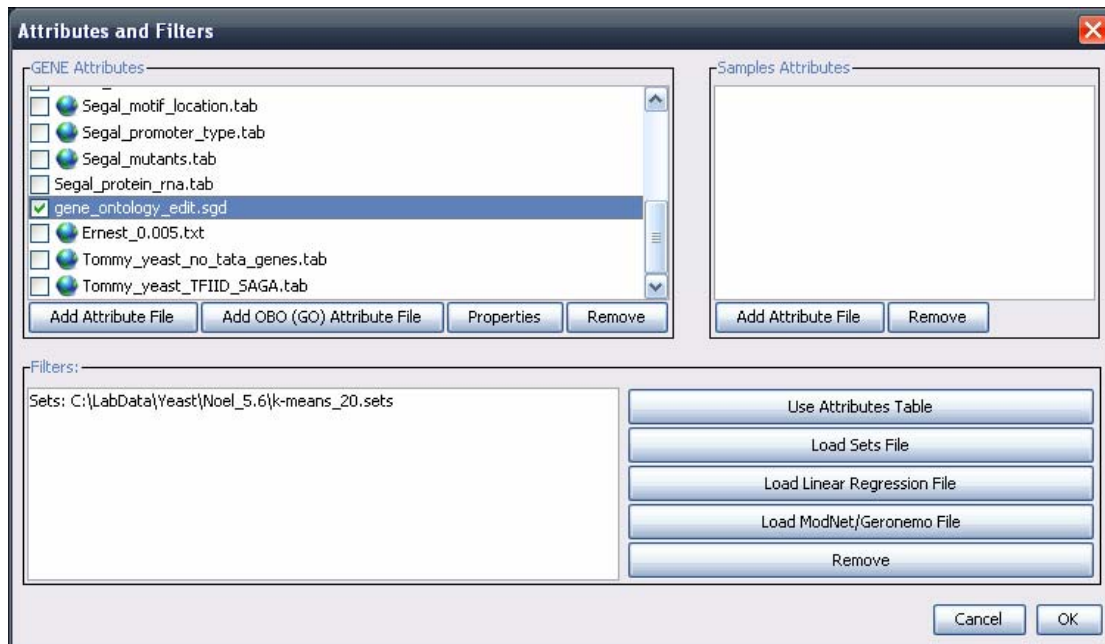 Attributes and Filters
GENE Attributes
Segal_motif_location.tab
Segal_promoter_type.tab
Segal_mutants.tab
Segal_protein_rna.tab
gene_ontology_edit.sgd
Ernest_0.005.txt
Tommy_yeast_no_tata_genes.tab
Tommy_yeast_TFIID_SAGA.tab
Add Attribute File Add OBO (GO) Attribute File Properties Remove
Samples Attributes
Add Attribute File Remove
Filters:
Sets: C:\LabData\Yeast\Noel_5.6\k-means_20.sets
Use Attributes Table
Load Sets File
Load Linear Regression File
Load ModNet/Geronemo File
Remove
Cancel OK